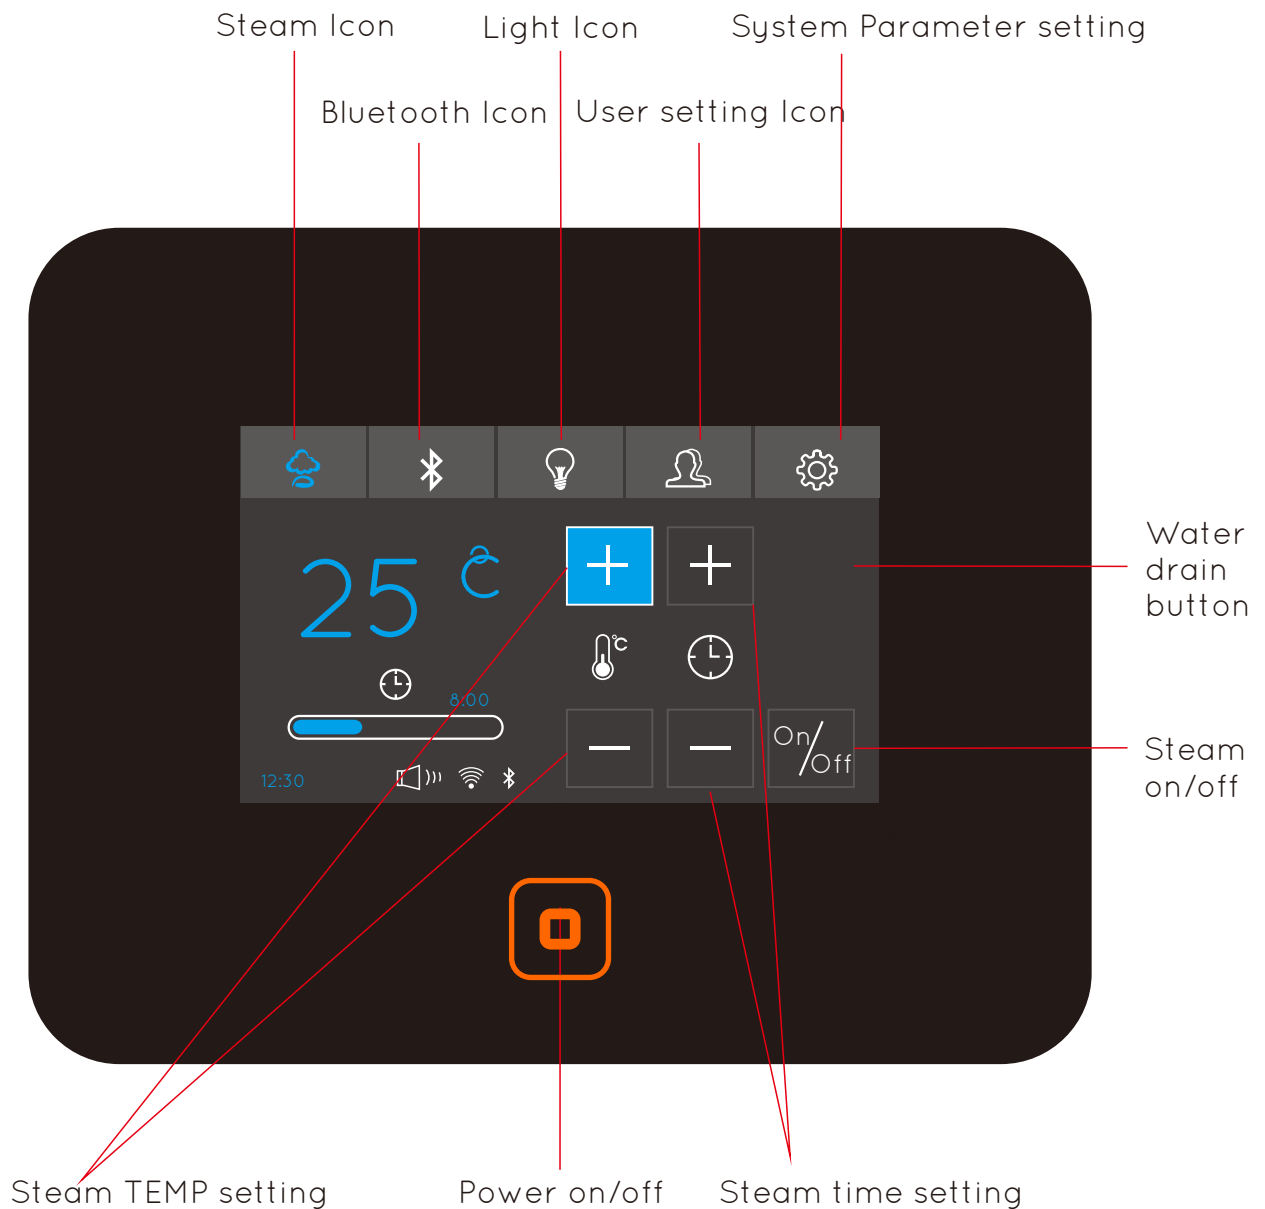 Steam Icon
Light Icon
System Parameter setting
Bluetooth Icon
User setting Icon
25 °C
°C
8:00
12:30
On/Off
Water
drain
button
Steam
on/off
Steam TEMP setting
Power on/off
Steam time setting